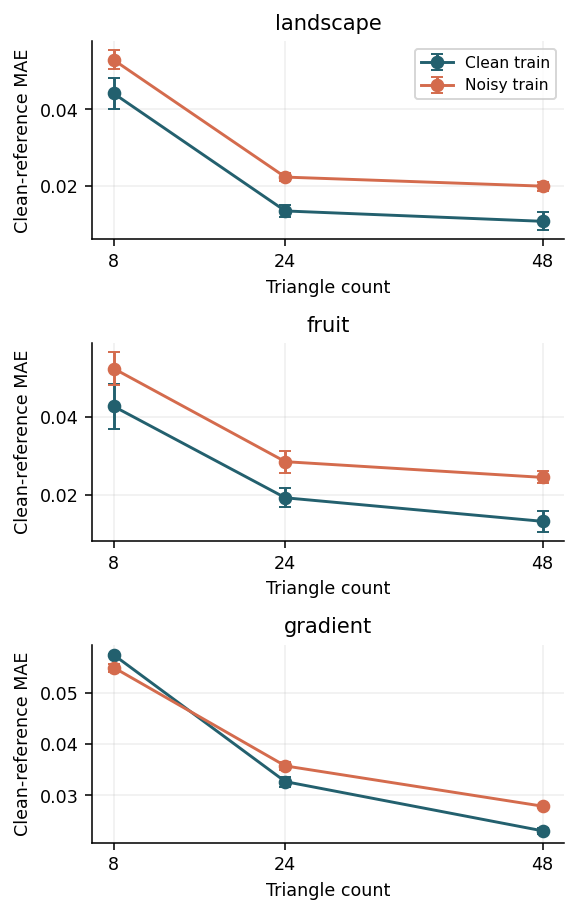 landscape
Clean-reference MAE
0.04
0.02
Clean train
Noisy train
8
24
48
Triangle count
fruit
Clean-reference MAE
0.04
0.02
8
24
48
Triangle count
gradient
Clean-reference MAE
0.05
0.04
0.03
8
24
48
Triangle count